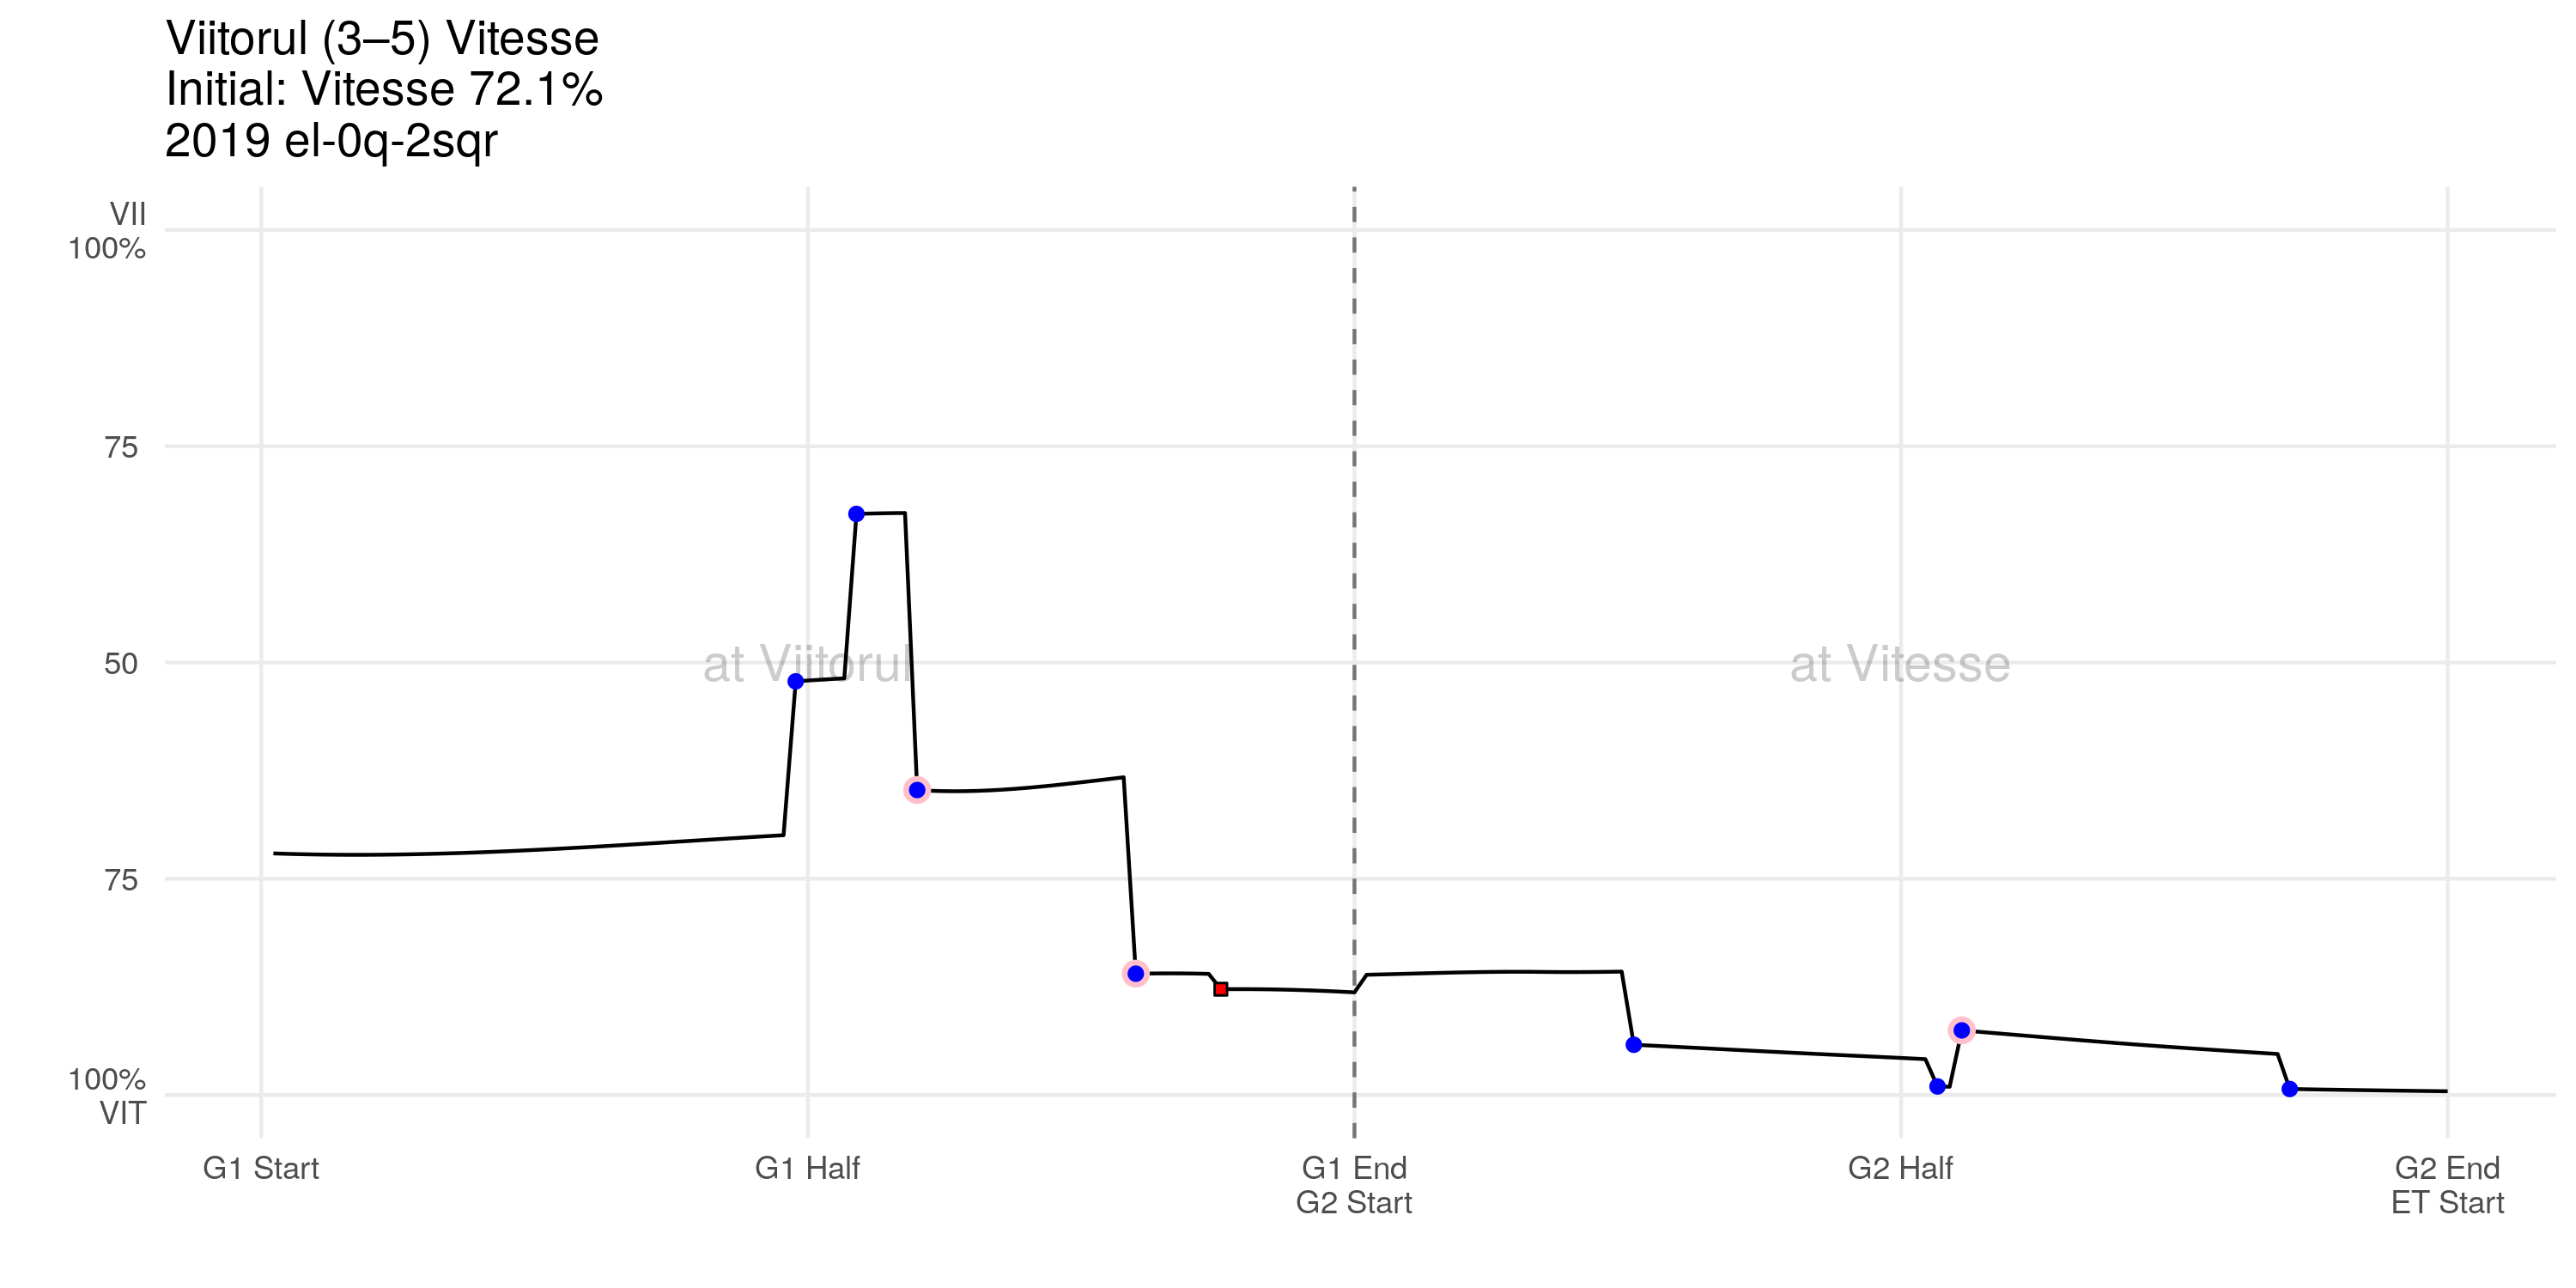 Viitorul (3–5) Vitesse
Initial: Vitesse 72.1%
2019 el-0q-2sqr
VII
100%
75
50
75
100%
VIT
at Viitorul
at Vitesse
G1 Start
G1 Half
G1 End
G2 Start
G2 Half
G2 End
ET Start